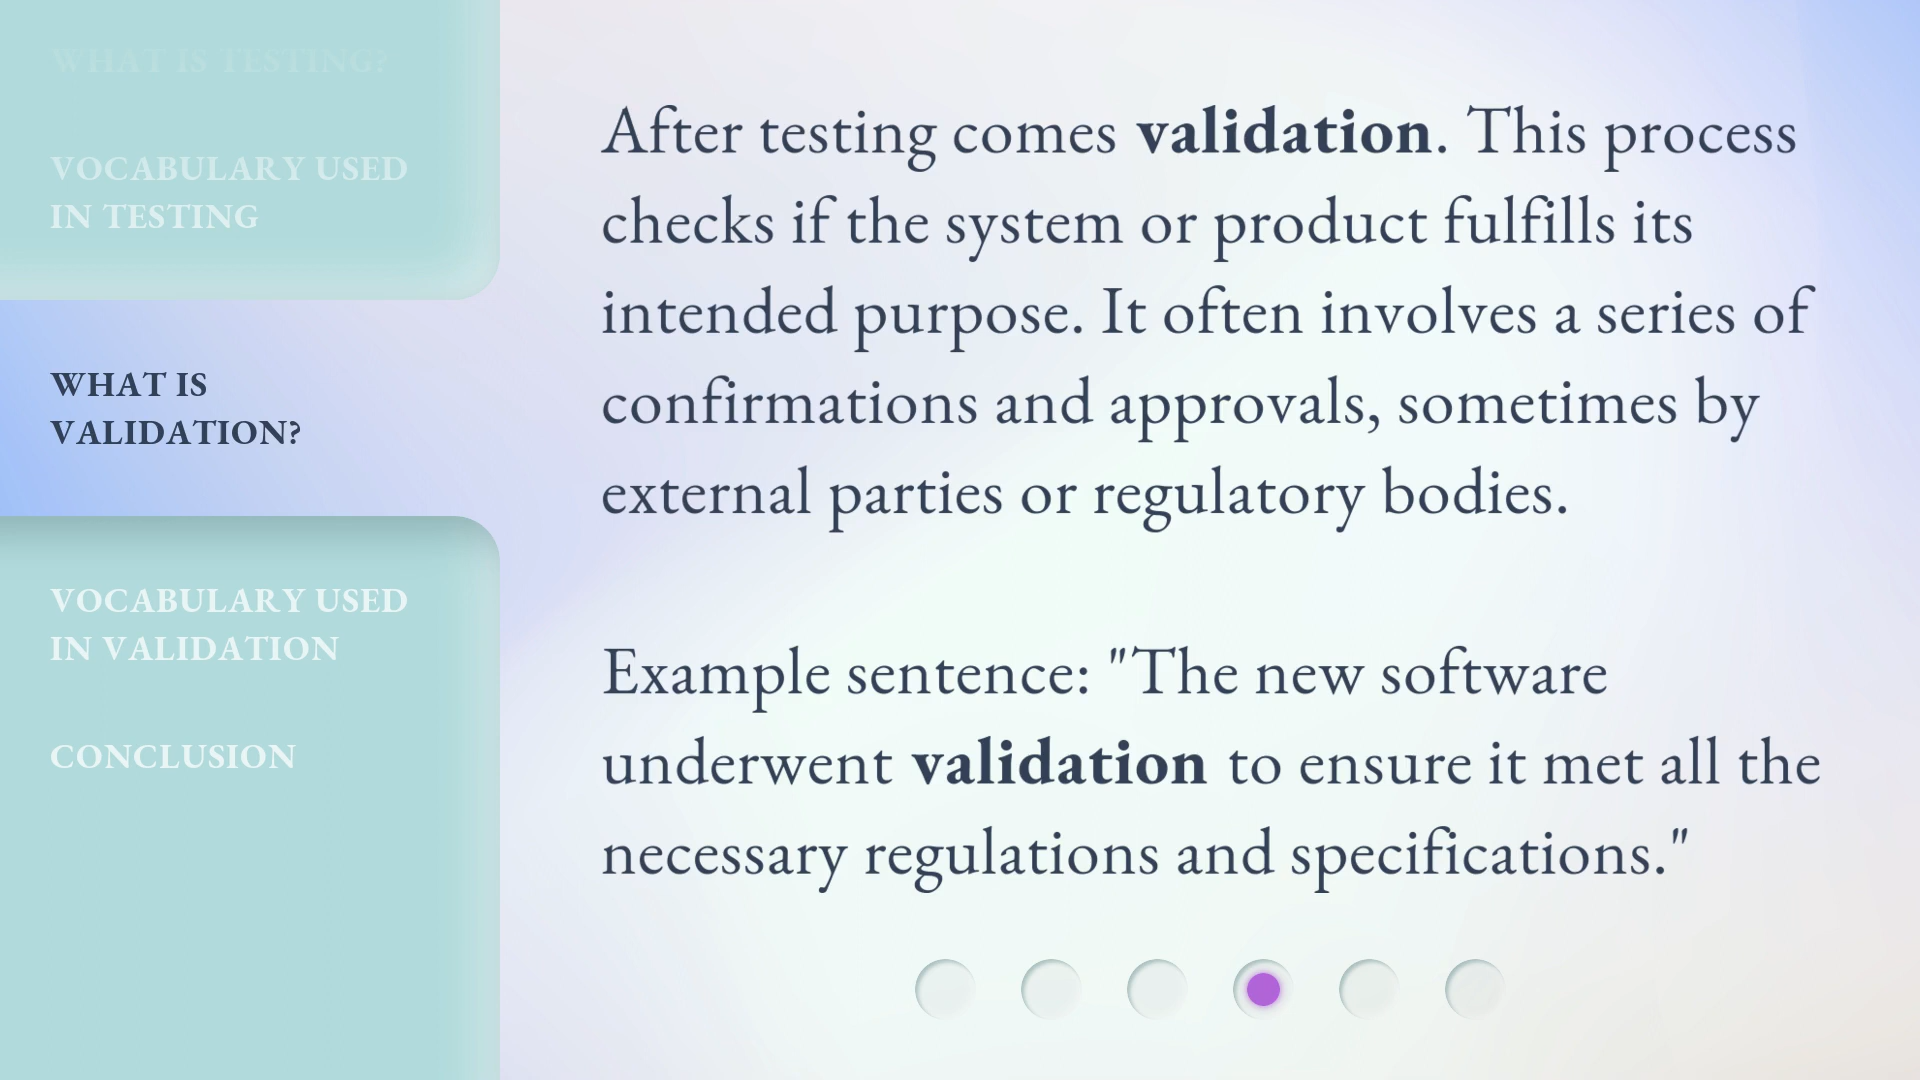 WHAT IS TESTING?
VOCABULARY USED
IN TESTING
WHAT IS
VALIDATION?
VOCABULARY USED
IN VALIDATION
CONCLUSION
After testing comes validation. This process
checks if the system or product fulfills its
intended purpose. It often involves a series of
confirmations and approvals, sometimes by
external parties or regulatory bodies.
Example sentence: "The new software
underwent validation to ensure it met all the
necessary regulations and specifications."